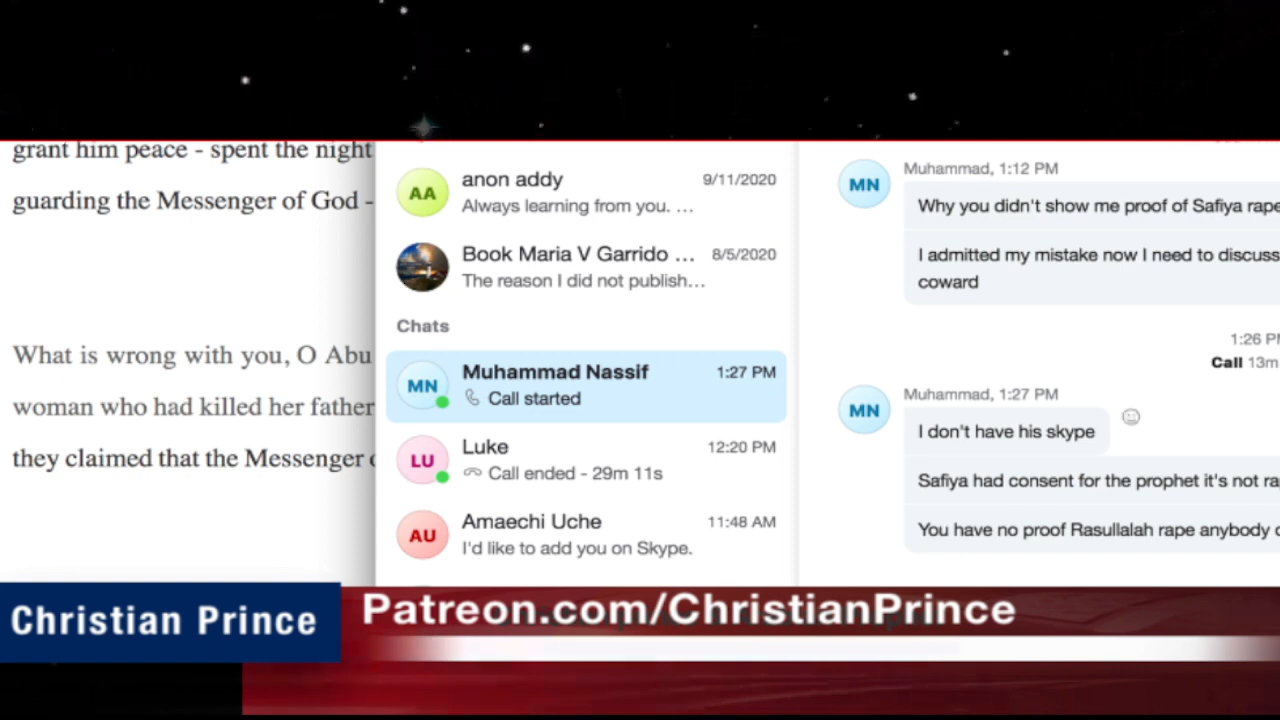 grant him peace - spent the night
guarding the Messenger of God -
What is wrong with you, O Abu
woman who had killed her father
they claimed that the Messenger
AA
anon addy
9/11/2020
Always learning from you. ...
Book Maria V Garrido ...
8/5/2020
The reason I did not publish...
Chats
MN
Muhammad Nassif
1:27 PM
Call started
LU
Luke
12:20 PM
Call ended - 29m 11s
AU
Amaechi Uche
11:48 AM
I'd like to add you on Skype.
MN
Muhammad, 1:12 PM
Why you didn't show me proof of Safiya rape
I admitted my mistake now I need to discuss
coward
1:26 PM
Call 13m
MN
Muhammad, 1:27 PM
I don't have his skype
Safiya had consent for the prophet it's not
You have no proof Rasullalah rape anybody
Christian Prince
Patreon.com/ChristianPrince